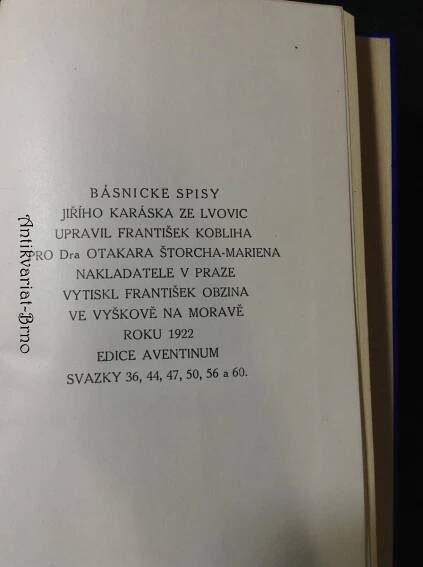 BÁSNICKE SPISY
JIŘÍHO KARÁSKA ZE LVOVIC
UPRAVIL FRANTIŠEK KOBLIHA
PRO Dra OTAKARA ŠTORCHA-MARIENA
NAKLADATELE V PRAZE
VYTISKL FRANTIŠEK OBZINA
VE VYŠKOVĚ NA MORAVĚ
ROKU 1922
EDICE AVENTINUM
SVAZKY 36, 44, 47, 50, 56 a 60.
Antikvariat-Brno